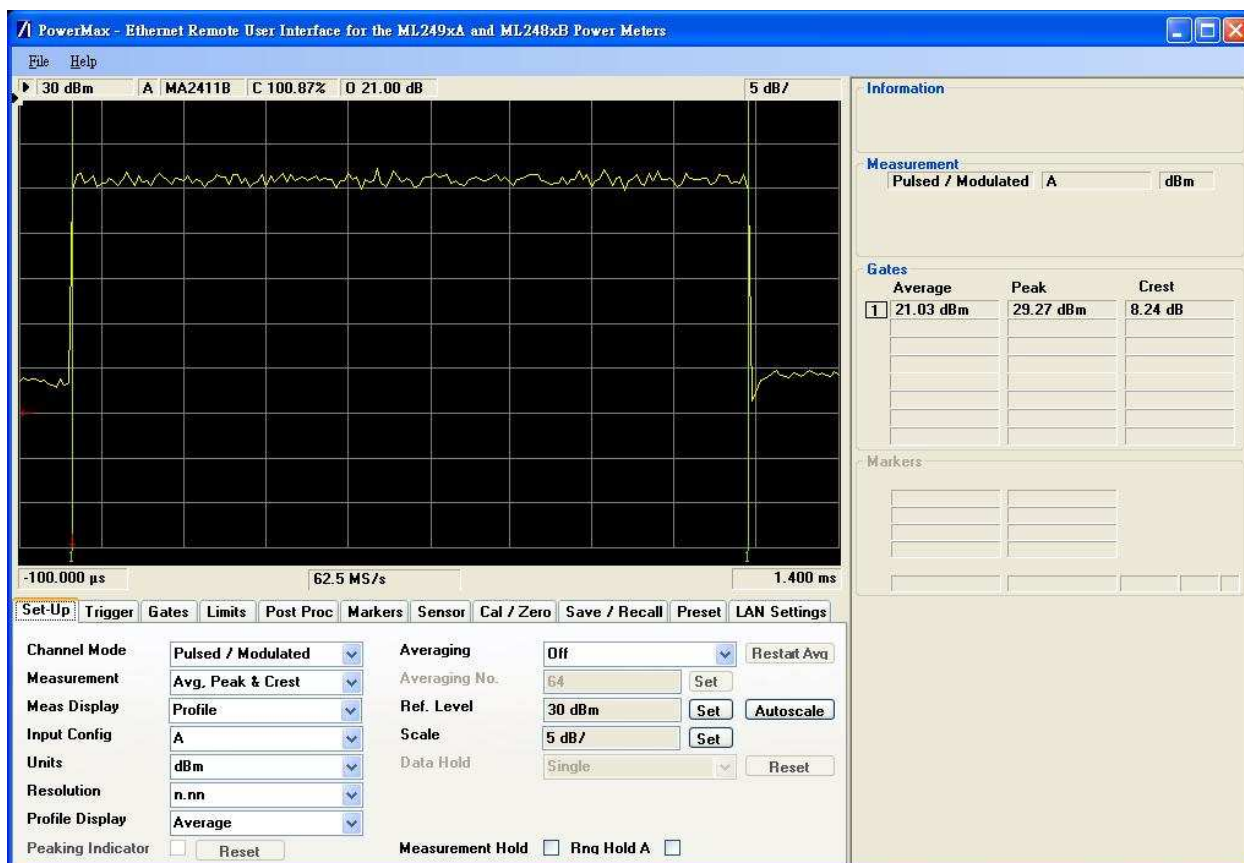 PowerMax - Ethernet Remote User Interface for the ML249xA and ML248xB Power Meters
File Help
30 dBm A MA2411B C 100.87% O 21.00 dB 5 dB/
1 1
-100.000 µs 62.5 MS/s 1.400 ms
Information
Measurement
Pulsed / Modulated A dBm
Gates
Average Peak Crest
1 21.03 dBm 29.27 dBm 8.24 dB
Markers
Set-Up Trigger Gates Limits Post Proc Markers Sensor Cal / Zero Save / Recall Preset LAN Settings
Channel Mode Pulsed / Modulated Averaging Off Restart Avg
Measurement Avg, Peak & Crest Averaging No. 64 Set
Meas Display Profile Ref. Level 30 dBm Set Autoscale
Input Config A Scale 5 dB/ Set
Units dBm Data Hold Single Reset
Resolution n.nn
Profile Display Average
Peaking Indicator Reset Measurement Hold Rng Hold A